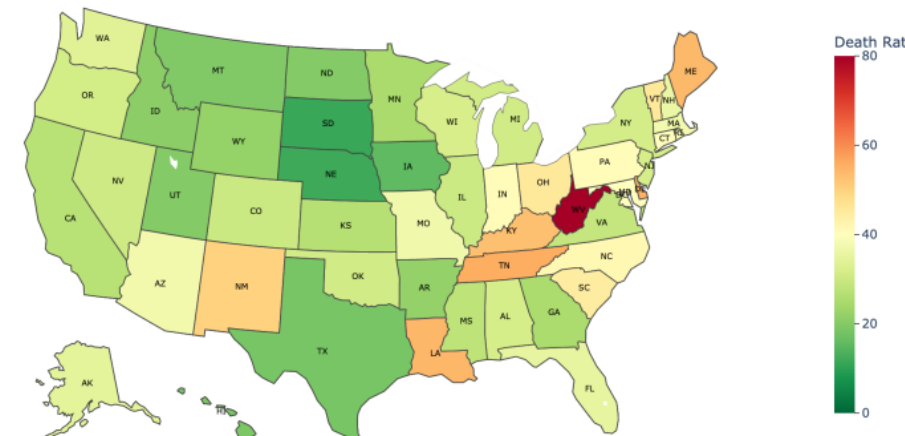 Death Rat
80
60
40
20
0
WA
OR
CA
NV
ID
MT
WY
UT
AZ
CO
NM
ND
SD
NE
KS
OK
TX
MN
IA
MO
AR
LA
WI
IL
MS
MI
IN
KY
TN
AL
OH
WV
GA
FL
SC
NC
VA
PA
NY
VT
NH
ME
MA
CT
NJ
AK
HI